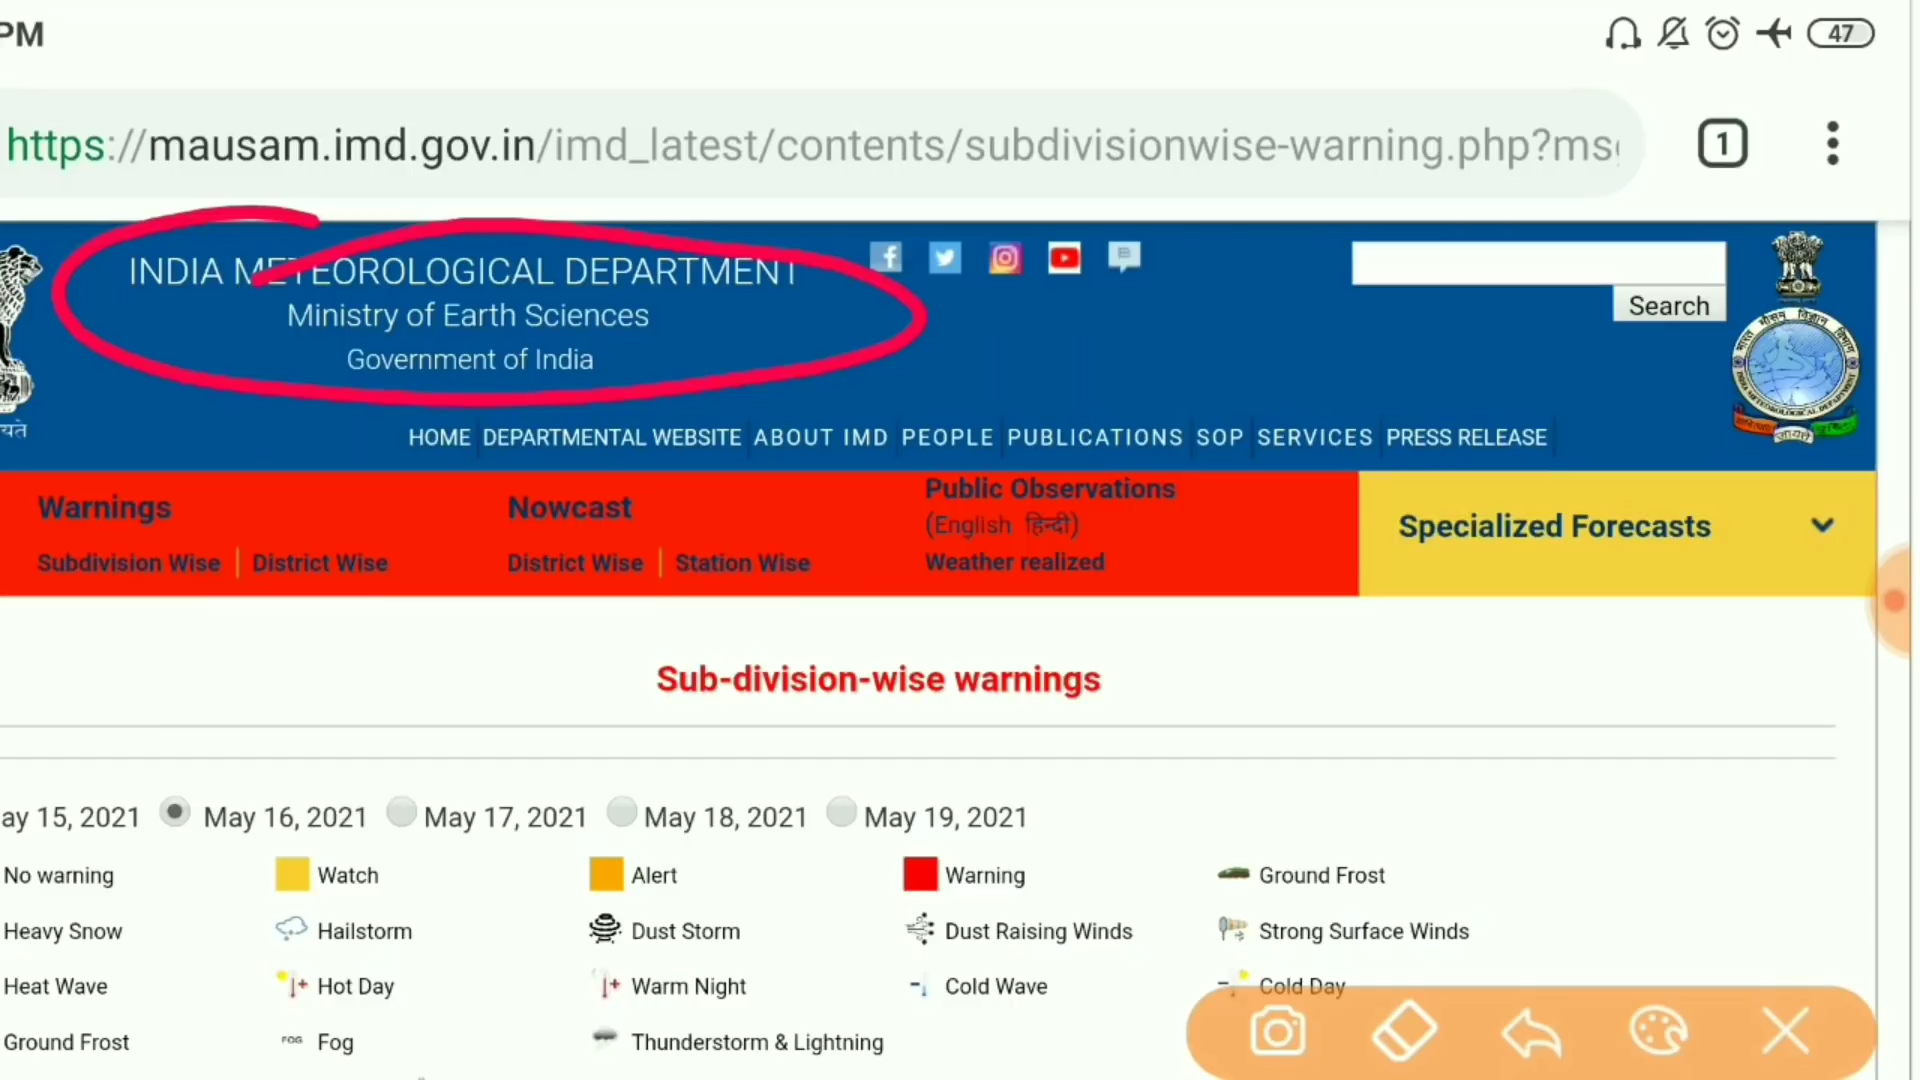 PM
47
https://mausam.imd.gov.in/imd_latest/contents/subdivisionwise-warning.php?ms
1
INDIA METEOROLOGICAL DEPARTMENT
Ministry of Earth Sciences
Government of India
Search
HOME DEPARTMENTAL WEBSITE ABOUT IMD PEOPLE PUBLICATIONS SOP SERVICES PRESS RELEASE
Warnings
Subdivision Wise District Wise
Nowcast
District Wise Station Wise
Public Observations
(English हिन्दी)
Weather realized
Specialized Forecasts
Sub-division-wise warnings
ay 15, 2021 May 16, 2021 May 17, 2021 May 18, 2021 May 19, 2021
No warning Watch Alert Warning Ground Frost
Heavy Snow Hailstorm Dust Storm Dust Raising Winds Strong Surface Winds
Heat Wave Hot Day Warm Night Cold Wave Cold Day
Ground Frost FOG Fog Thunderstorm & Lightning